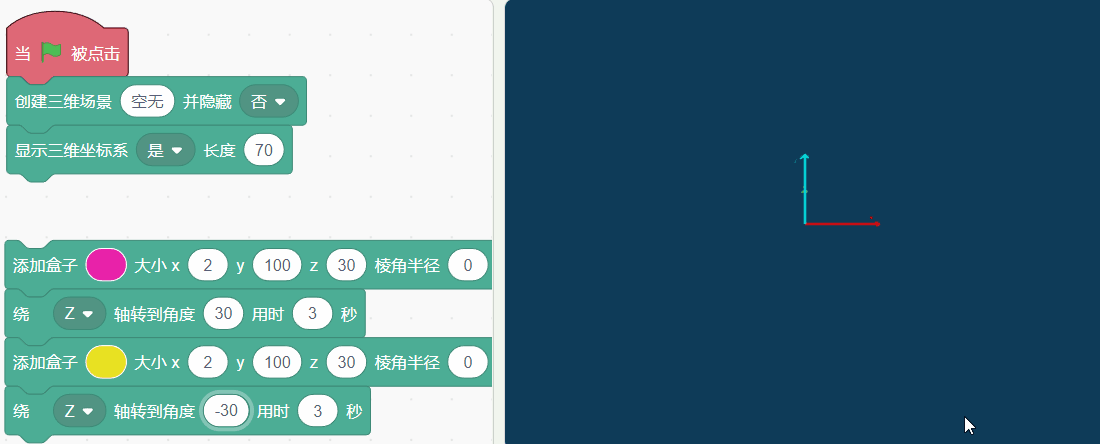 当 被点击
创建三维场景 空无 并隐藏 否
显示三维坐标系 是 长度 70
添加盒子 大小 x 2 y 100 z 30 棱角半径 0
绕 Z 轴转到角度 30 用时 3 秒
添加盒子 大小 x 2 y 100 z 30 棱角半径 0
绕 Z 轴转到角度 -30 用时 3 秒